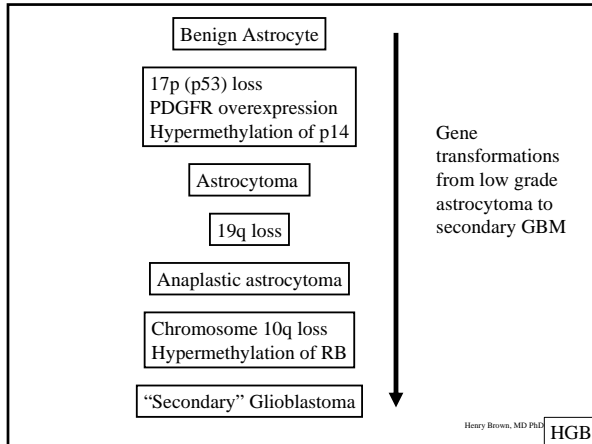 Benign Astrocyte
17p (p53) loss
PDGFR overexpression
Hypermethylation of p14
Astrocytoma
19q loss
Anaplastic astrocytoma
Chromosome 10q loss
Hypermethylation of RB
“Secondary” Glioblastoma
Gene
transformations
from low grade
astrocytoma to
secondary GBM
Henry Brown, MD PhD
HGB